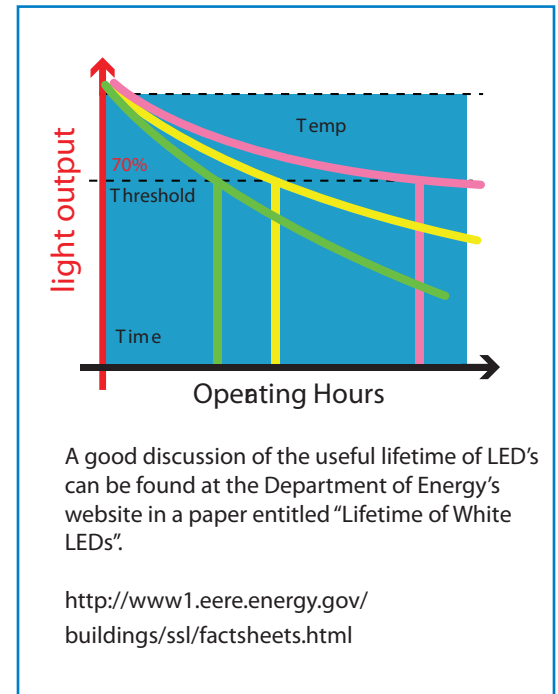 Temp
70%
Threshold
light output
Time
Operating Hours
A good discussion of the useful lifetime of LED's
can be found at the Department of Energy's
website in a paper entitled “Lifetime of White
LEDs”.
http://www1.eere.energy.gov/
buildings/ssl/factsheets.html